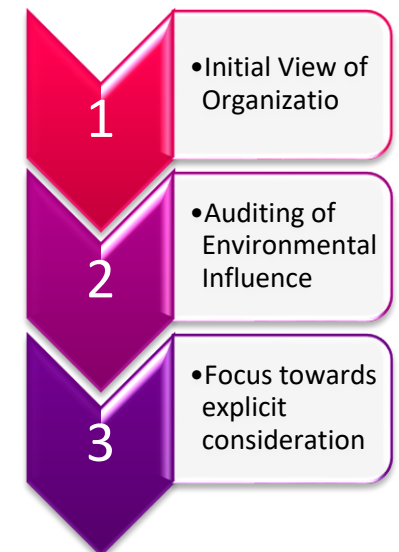 1
•Initial View of
Organizatio
2
•Auditing of
Environmental
Influence
3
•Focus towards
explicit
consideration